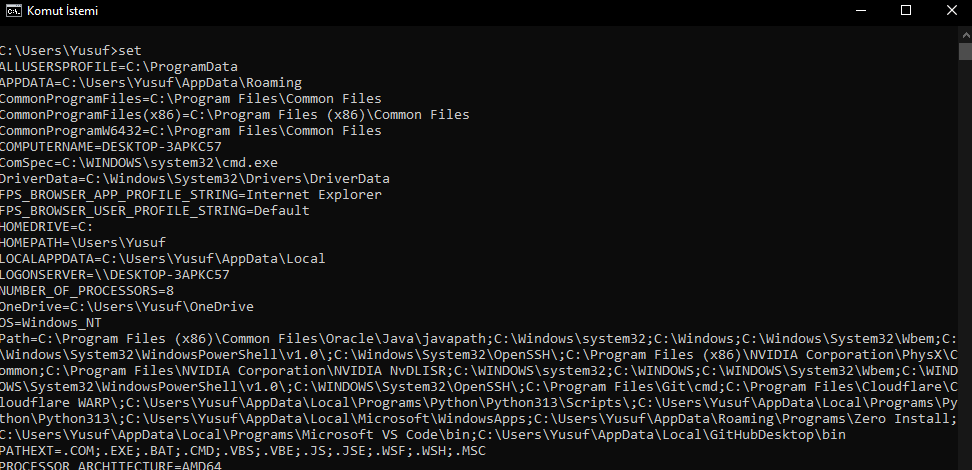 Komut İstemi
C:\Users\Yusuf>set
ALLUSERSPROFILE=C:\ProgramData
APPDATA=C:\Users\Yusuf\AppData\Roaming
CommonProgramFiles=C:\Program Files\Common Files
CommonProgramFiles(x86)=C:\Program Files (x86)\Common Files
CommonProgramW6432=C:\Program Files\Common Files
COMPUTERNAME=DESKTOP-3APKC57
ComSpec=C:\WINDOWS\system32\cmd.exe
DriverData=C:\Windows\System32\Drivers\DriverData
FPS_BROWSER_APP_PROFILE_STRING=Internet Explorer
FPS_BROWSER_USER_PROFILE_STRING=Default
HOMEDRIVE=C:
HOMEPATH=\Users\Yusuf
LOCALAPPDATA=C:\Users\Yusuf\AppData\Local
LOGONSERVER=\\DESKTOP-3APKC57
NUMBER_OF_PROCESSORS=8
OneDrive=C:\Users\Yusuf\OneDrive
OS=Windows_NT
Path=C:\Program Files (x86)\Common Files\Oracle\Java\javapath;C:\Windows\system32;C:\Windows;C:\Windows\System32\Wbem;C:
\Windows\System32\WindowsPowerShell\v1.0\;C:\Windows\System32\OpenSSH\;C:\Program Files (x86)\NVIDIA Corporation\PhysX\C
ommon;C:\Program Files\NVIDIA Corporation\NVIDIA NvDLISR;C:\WINDOWS\system32;C:\WINDOWS;C:\WINDOWS\System32\Wbem;C:\WIND
OWS\System32\WindowsPowerShell\v1.0\;C:\WINDOWS\System32\OpenSSH\;C:\Program Files\Git\cmd;C:\Program Files\Cloudflare\C
loudflare WARP\;C:\Users\Yusuf\AppData\Local\Programs\Python\Python313\Scripts\;C:\Users\Yusuf\AppData\Local\Programs\Py
thon\Python313\;C:\Users\Yusuf\AppData\Local\Microsoft\WindowsApps;C:\Users\Yusuf\AppData\Roaming\Programs\Zero Install;
C:\Users\Yusuf\AppData\Local\Programs\Microsoft VS Code\bin;C:\Users\Yusuf\AppData\Local\GitHubDesktop\bin
PATHEXT=.COM;.EXE;.BAT;.CMD;.VBS;.VBE;.JS;.JSE;.WSF;.WSH;.MSC
PROCESSOR_ARCHITECTURE=AMD64